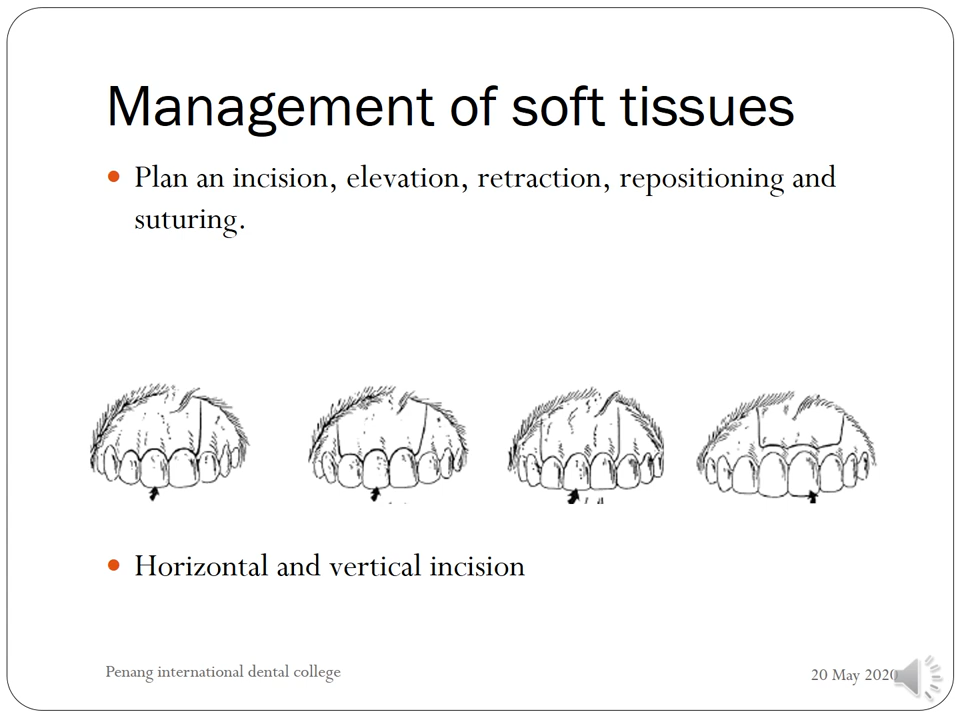 Management of soft tissues
Plan an incision, elevation, retraction, repositioning and
suturing.
Horizontal and vertical incision
Penang international dental college
20 May 2020